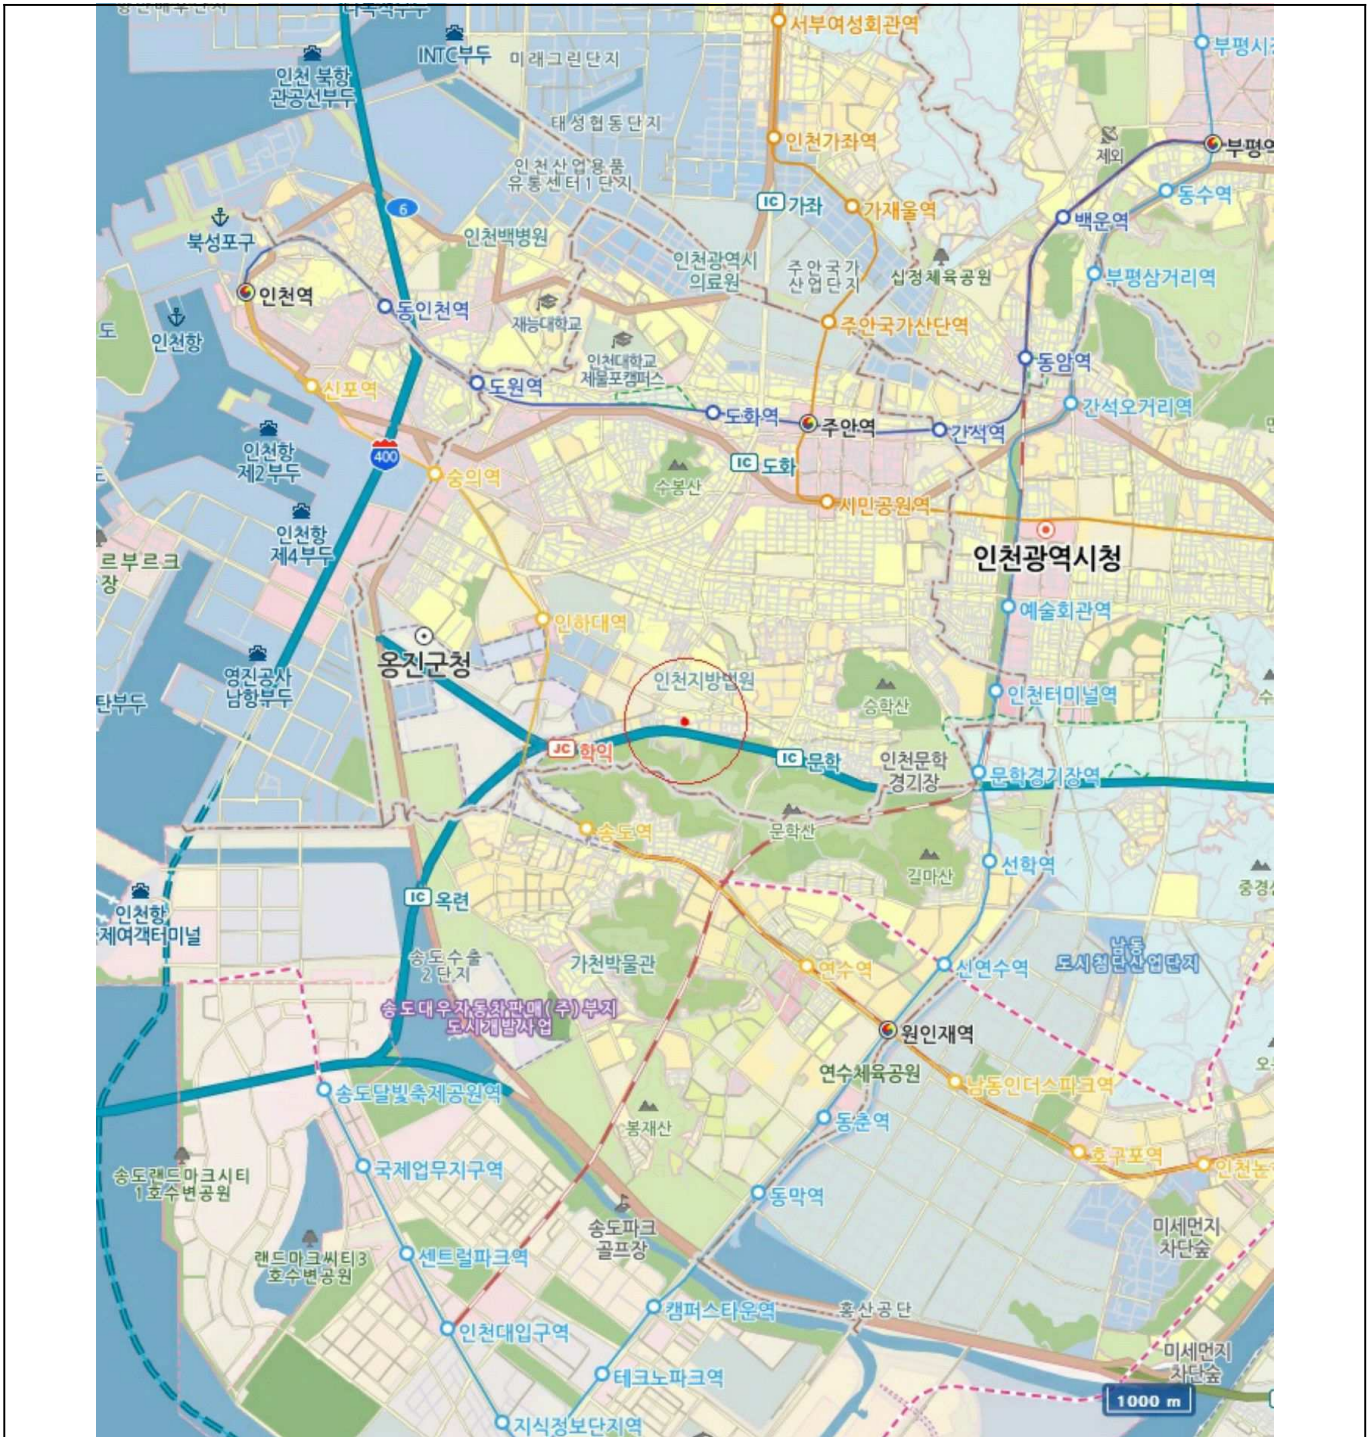 서부여성회관역
INTC부두
미래그린단지
인천 북항
관공선부두
태성협동단지
인천가좌역
제외
부평역
인천산업용품
유통센터1단지
동수역
IC 가좌
가재울역
6
백운역
북성포구
인천백병원
인천광역시
의료원
주안국가
산업단지
십정체육공원
부평삼거리역
인천역
동인천역
재능대학교
주안국가산단역
인천항
인천대학교
제물포캠퍼스
동암역
신포역
도원역
간석오거리역
도화역
주안역
간석역
인천항
제2부두
400
숭의역
수봉산
IC 도화
시민공원역
인천항
제4부두
인천광역시청
르부르크
장
인하대역
예술회관역
옹진군청
영진공사
남항부두
인천지방법원
승학산
인천터미널역
탄부두
JC 학익
IC 문학
인천문학
경기장
문학경기장역
송도역
문학산
길마산
선학역
인천항
제여객터미널
IC 옥련
송도수출
2단지
가천박물관
연수역
신연수역
남동
도시첨단산업단지
송도대우자동차판매(주)부지
도시개발사업
원인재역
연수체육공원
송도달빛축제공원역
남동인더스파크역
봉재산
동춘역
송도랜드마크시티
1호수변공원
국제업무지구역
호구포역
인천논
동막역
송도파크
골프장
미세먼지
차단숲
랜드마크씨티3
호수변공원
센트럴파크역
캠퍼스타운역
홍산공단
인천대입구역
미세먼지
차단숲
테크노파크역
1000 m
지식정보단지역